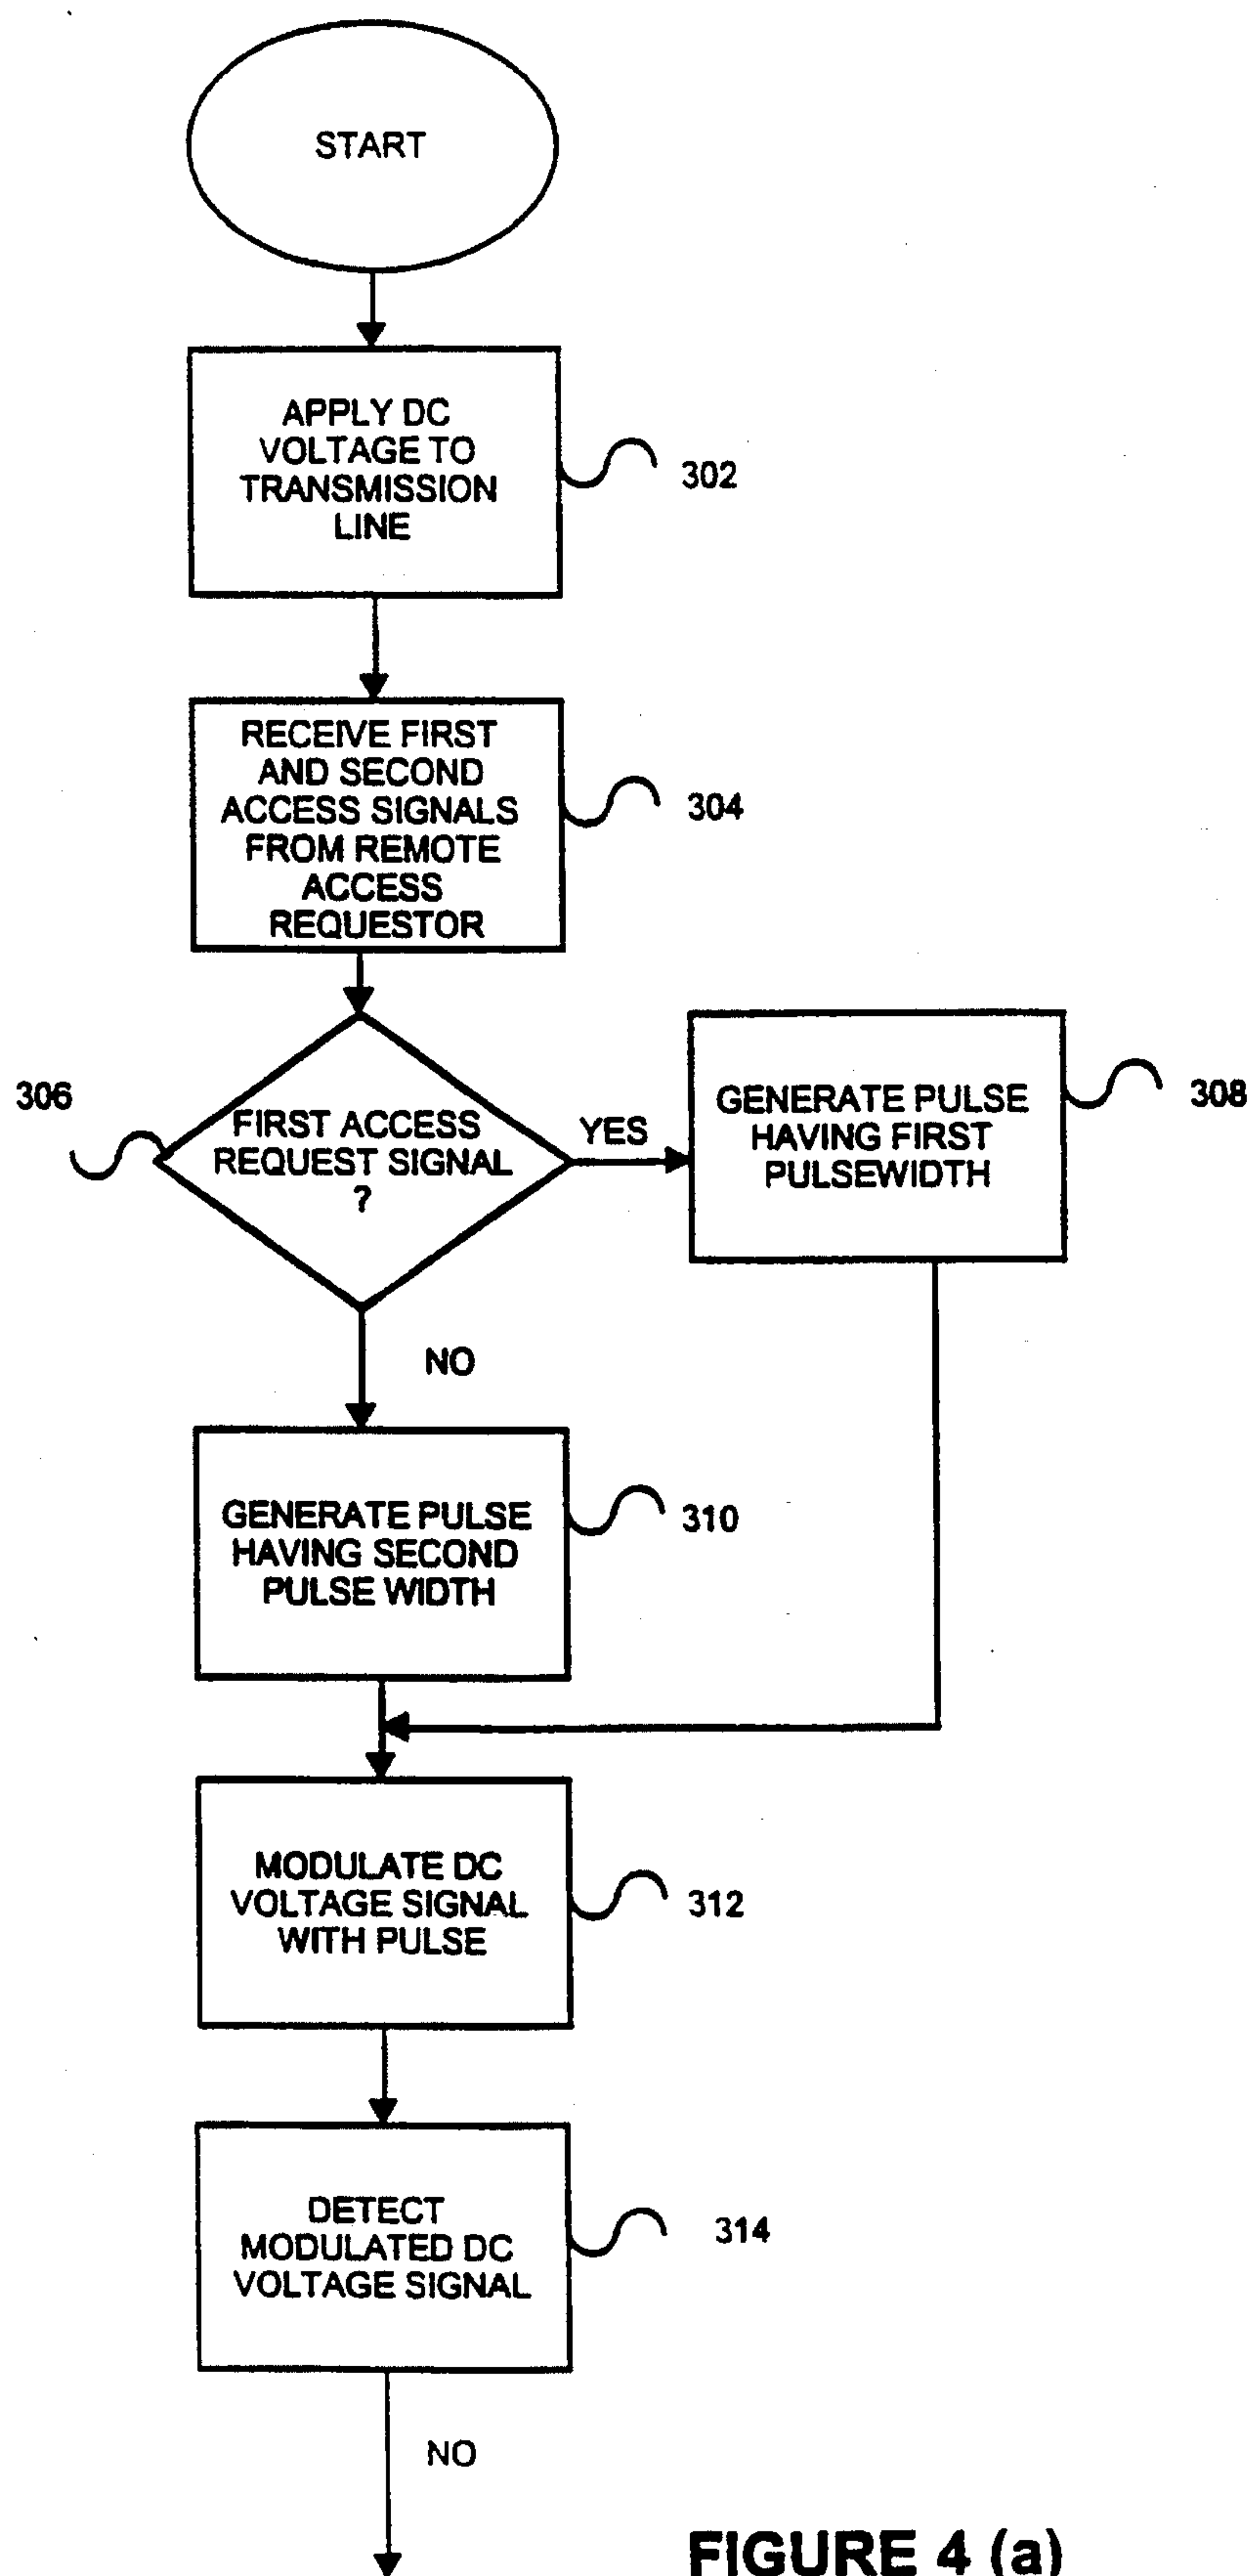 START
APPLY DC
VOLTAGE TO
TRANSMISSION
LINE
302
RECEIVE FIRST
AND SECOND
ACCESS SIGNALS
FROM REMOTE
ACCESS
REQUESTOR
304
306
FIRST ACCESS
REQUEST SIGNAL
?
YES
GENERATE PULSE
HAVING FIRST
PULSEWIDTH
308
NO
GENERATE PULSE
HAVING SECOND
PULSE WIDTH
310
MODULATE DC
VOLTAGE SIGNAL
WITH PULSE
312
DETECT
MODULATED DC
VOLTAGE SIGNAL
314
NO
FIGURE 4 (a)